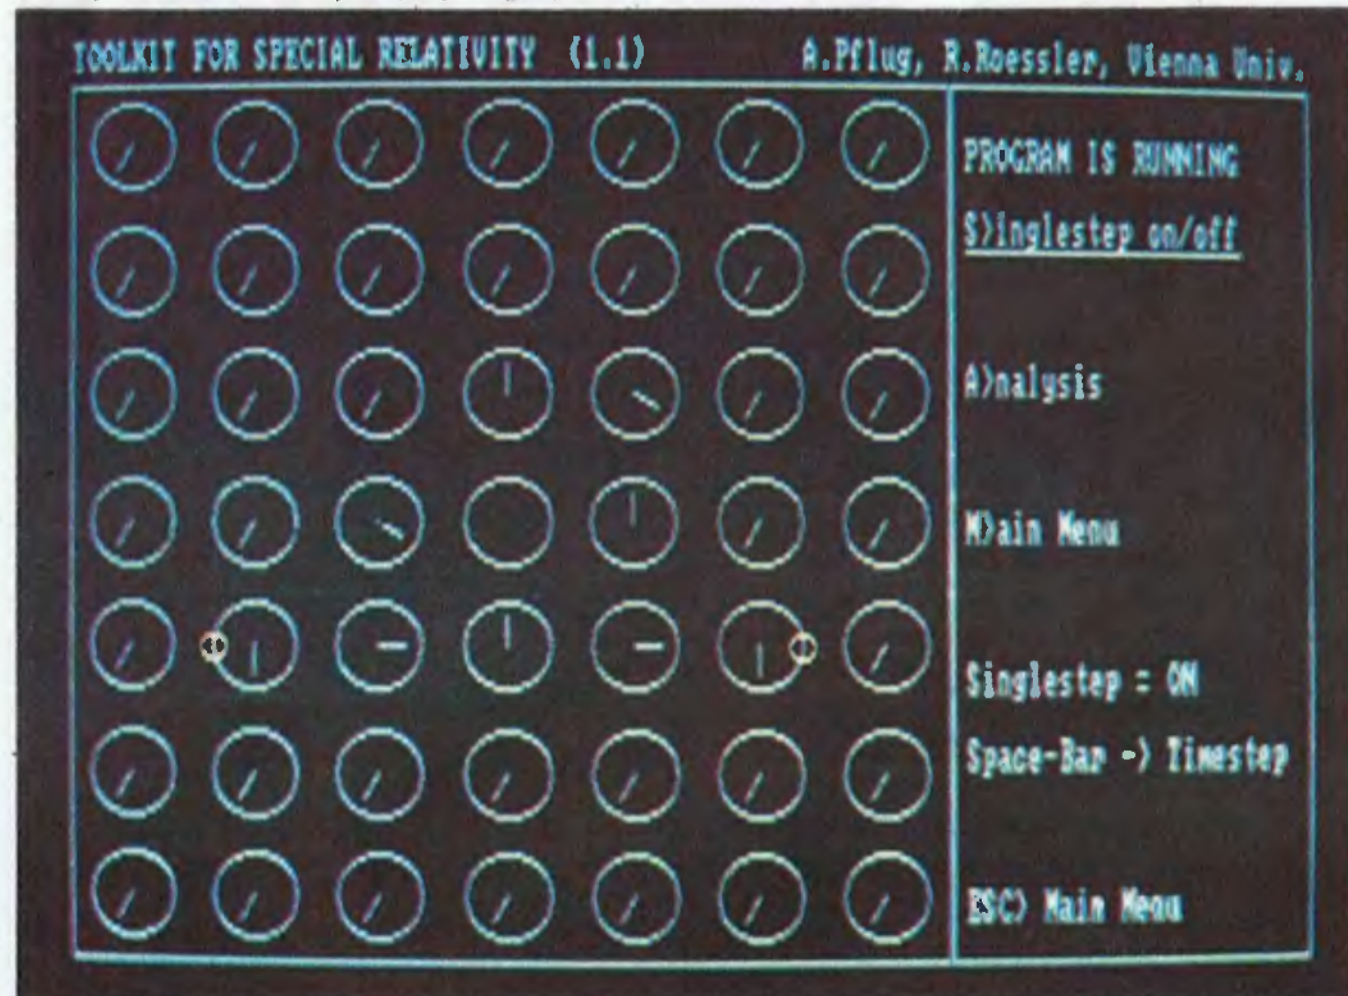 TOOLKIT FOR SPECIAL RELATIVITY (1.1) A.Pflug, R.Roessler, Vienna Univ.
PROGRAM IS RUNNING
S>inglestep on/off
A>nalysis
M>ain Menu
Singlestep = ON
Space-Bar -> Timestep
ESC> Main Menu